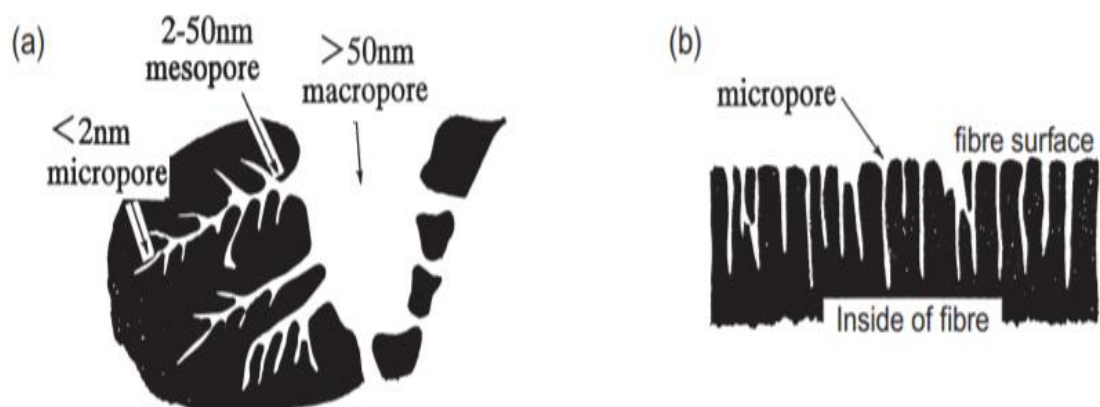 (a)
2-50nm
mesopore
>50nm
macropore
<2nm
micropore
(b)
micropore
fibre surface
Inside of fibre